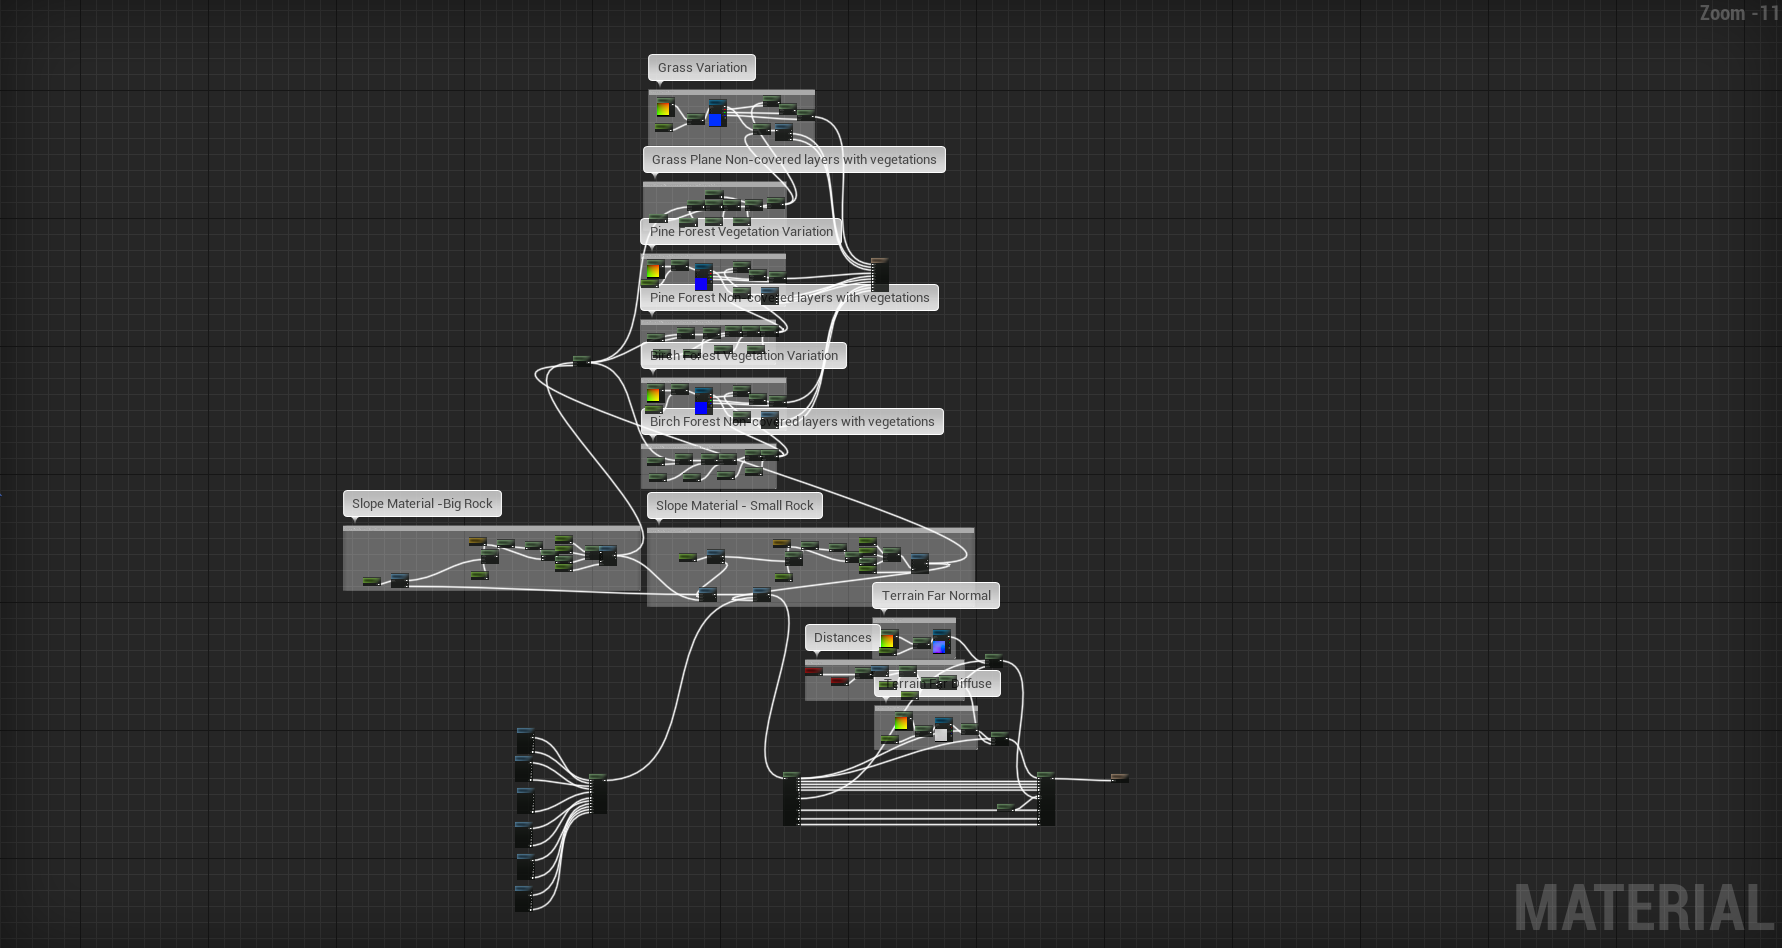 Zoom -11
Grass Variation
Grass Plane Non-covered layers with vegetations
Pine Forest Vegetation Variation
Pine Forest Non-covered layers with vegetations
Birch Forest Vegetation Variation
Birch Forest Non-covered layers with vegetations
Slope Material -Big Rock
Slope Material - Small Rock
Terrain Far Normal
Distances
Terrain Far Diffuse
MATERIAL